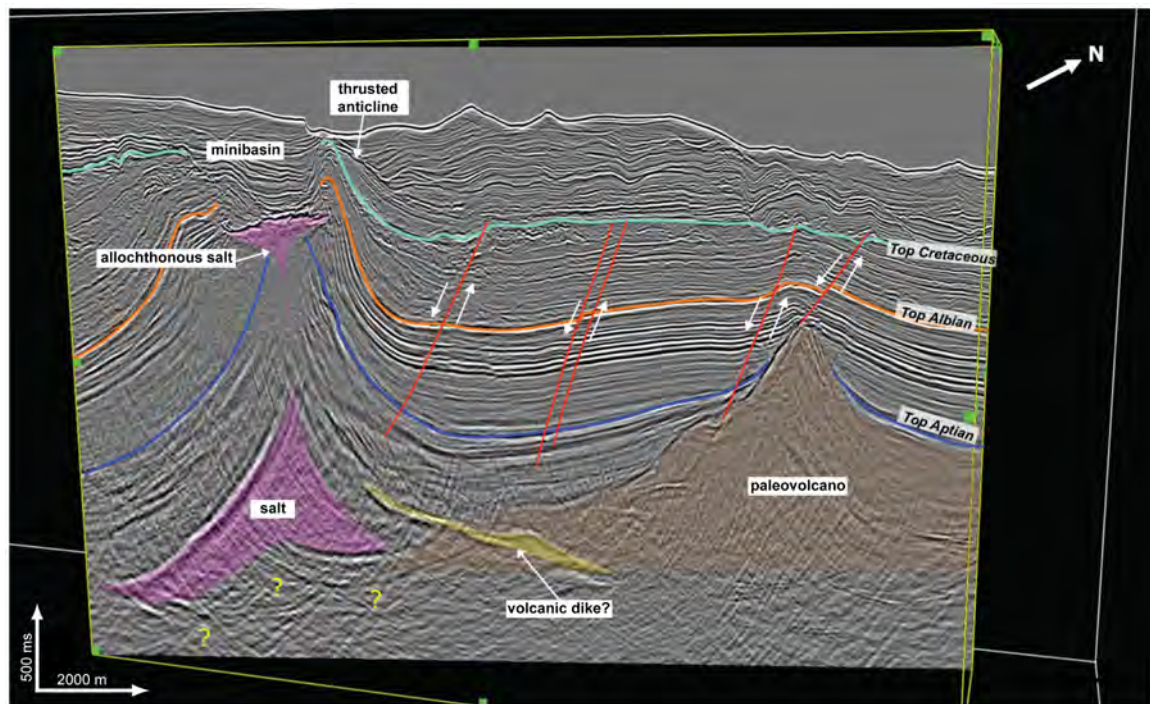 N
thrusted
anticline
minibasin
allochthonous salt
Top Cretaceous
Top Albian
Top Aptian
paleovolcano
salt
volcanic dike?
?
?
?
500 ms
2000 m